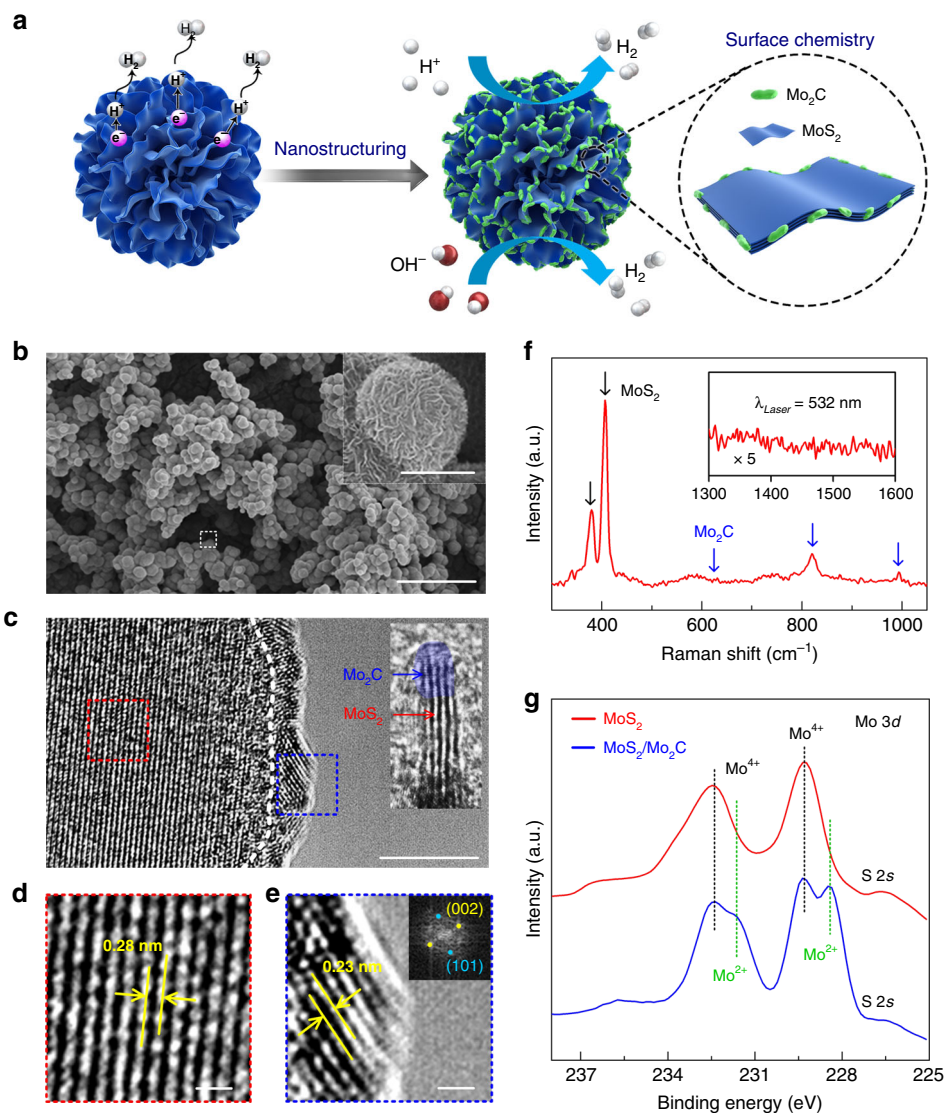 a
H₂
H₂
H₂
H⁺
H⁺
H⁺
e⁻
e⁻
e⁻
Nanostructuring
H⁺
H₂
OH⁻
H₂
Surface chemistry
Mo₂C
MoS₂
b
c
Mo₂C
MoS₂
d
0.28 nm
e
0.23 nm
(002)
(101)
f
Intensity (a.u.)
MoS₂
λLaser = 532 nm
× 5
1300 1400 1500 1600
Mo₂C
400 600 800 1000
Raman shift (cm⁻¹)
g
MoS₂
MoS₂/Mo₂C
Mo 3d
Mo⁴⁺
Mo⁴⁺
S 2s
Mo²⁺
Mo²⁺
S 2s
Intensity (a.u.)
237 234 231 228 225
Binding energy (eV)